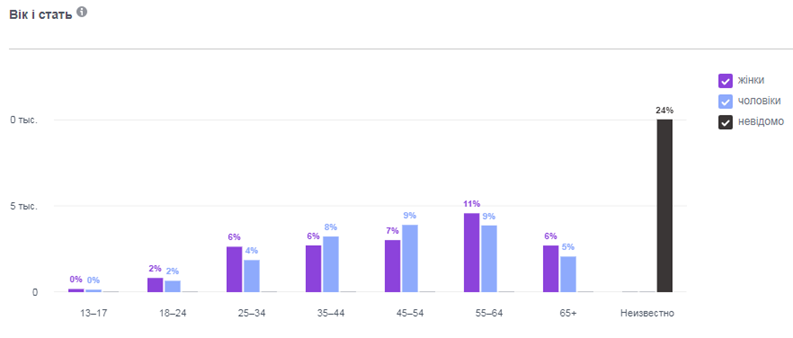 Вік і стать
жінки
чоловіки
невідомо
0 тыс.
5 тыс.
0
0% 0% 2% 2% 6% 4% 6% 8% 7% 9% 11% 9% 6% 5% 24%
13–17 18–24 25–34 35–44 45–54 55–64 65+ Неизвестно